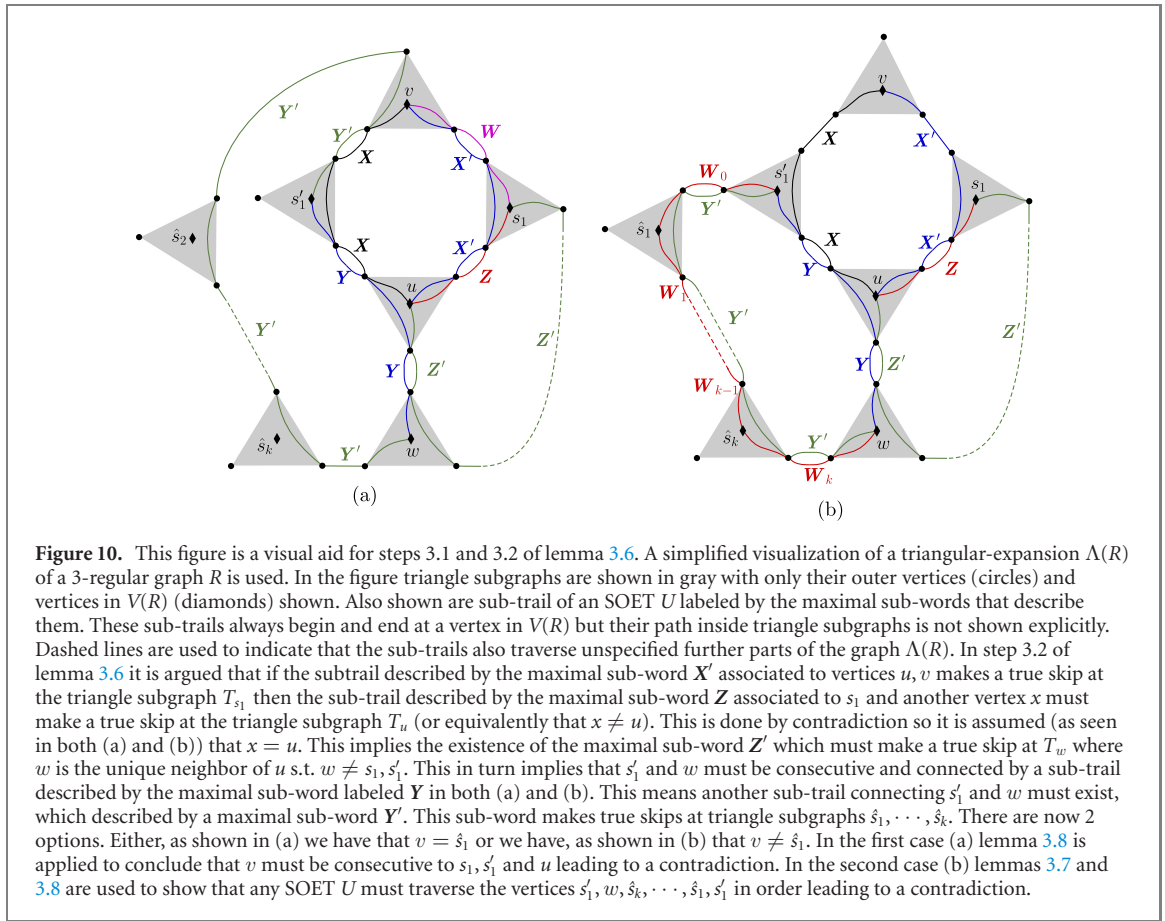 Y′
v
Y′
W
X
X′
s′₁
s₁
ŝ₂
X
X′
Y
Z
u
Y′
Z′
Y
Z′
ŝₖ
Y′
w
(a)
v
X
X′
W₀
s′₁
s₁
Y′
ŝ₁
X
X′
Y
Z
W₁
u
Y′
Z′
Y
Z′
Wₖ₋₁
ŝₖ
Y′
w
Wₖ
(b)
Figure 10. This figure is a visual aid for steps 3.1 and 3.2 of lemma 3.6. A simplified visualization of a triangular-expansion Λ(R)
of a 3-regular graph R is used. In the figure triangle subgraphs are shown in gray with only their outer vertices (circles) and
vertices in V(R) (diamonds) shown. Also shown are sub-trail of an SOET U labeled by the maximal sub-words that describe
them. These sub-trails always begin and end at a vertex in V(R) but their path inside triangle subgraphs is not shown explicitly.
Dashed lines are used to indicate that the sub-trails also traverse unspecified further parts of the graph Λ(R). In step 3.2 of
lemma 3.6 it is argued that if the subtrail described by the maximal sub-word X′ associated to vertices u, v makes a true skip at
the triangle subgraph Tₛ₁ then the sub-trail described by the maximal sub-word Z associated to s₁ and another vertex x must
make a true skip at the triangle subgraph Tᵤ (or equivalently that x ≠ u). This is done by contradiction so it is assumed (as seen
in both (a) and (b)) that x = u. This implies the existence of the maximal sub-word Z′ which must make a true skip at T_w where
w is the unique neighbor of u s.t. w ≠ s₁, s′₁. This in turn implies that s′₁ and w must be consecutive and connected by a sub-trail
described by the maximal sub-word labeled Y in both (a) and (b). This means another sub-trail connecting s′₁ and w must exist,
which described by a maximal sub-word Y′. This sub-word makes true skips at triangle subgraphs ŝ₁, · · · , ŝₖ. There are now 2
options. Either, as shown in (a) we have that v = ŝ₁ or we have, as shown in (b) that v ≠ ŝ₁. In the first case (a) lemma 3.8 is
applied to conclude that v must be consecutive to s₁, s′₁ and u leading to a contradiction. In the second case (b) lemmas 3.7 and
3.8 are used to show that any SOET U must traverse the vertices s′₁, w, ŝₖ, · · · , ŝ₁, s′₁ in order leading to a contradiction.